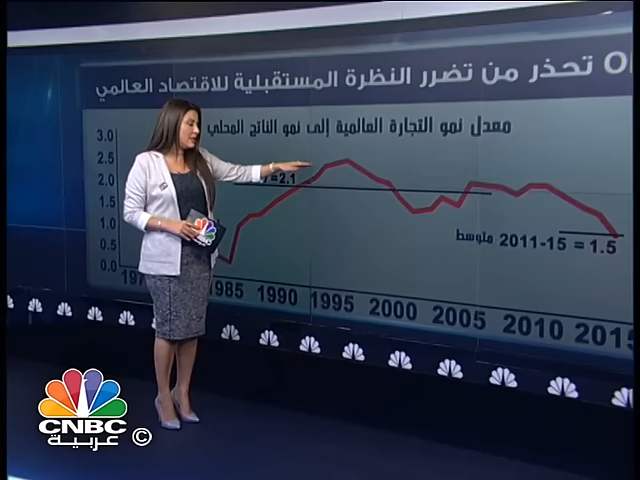 تحذر من تضرر النظرة المستقبلية للاقتصاد العالمي
معدل نمو التجارة العالمية إلى نمو الناتج المحلي
3.0
2.5
2.0
1.5
1.0
0.5
0.0
=2.1
متوسط 2011-15 = 1.5
1985 1990 1995 2000 2005 2010 2015
CNBC
عربية ©